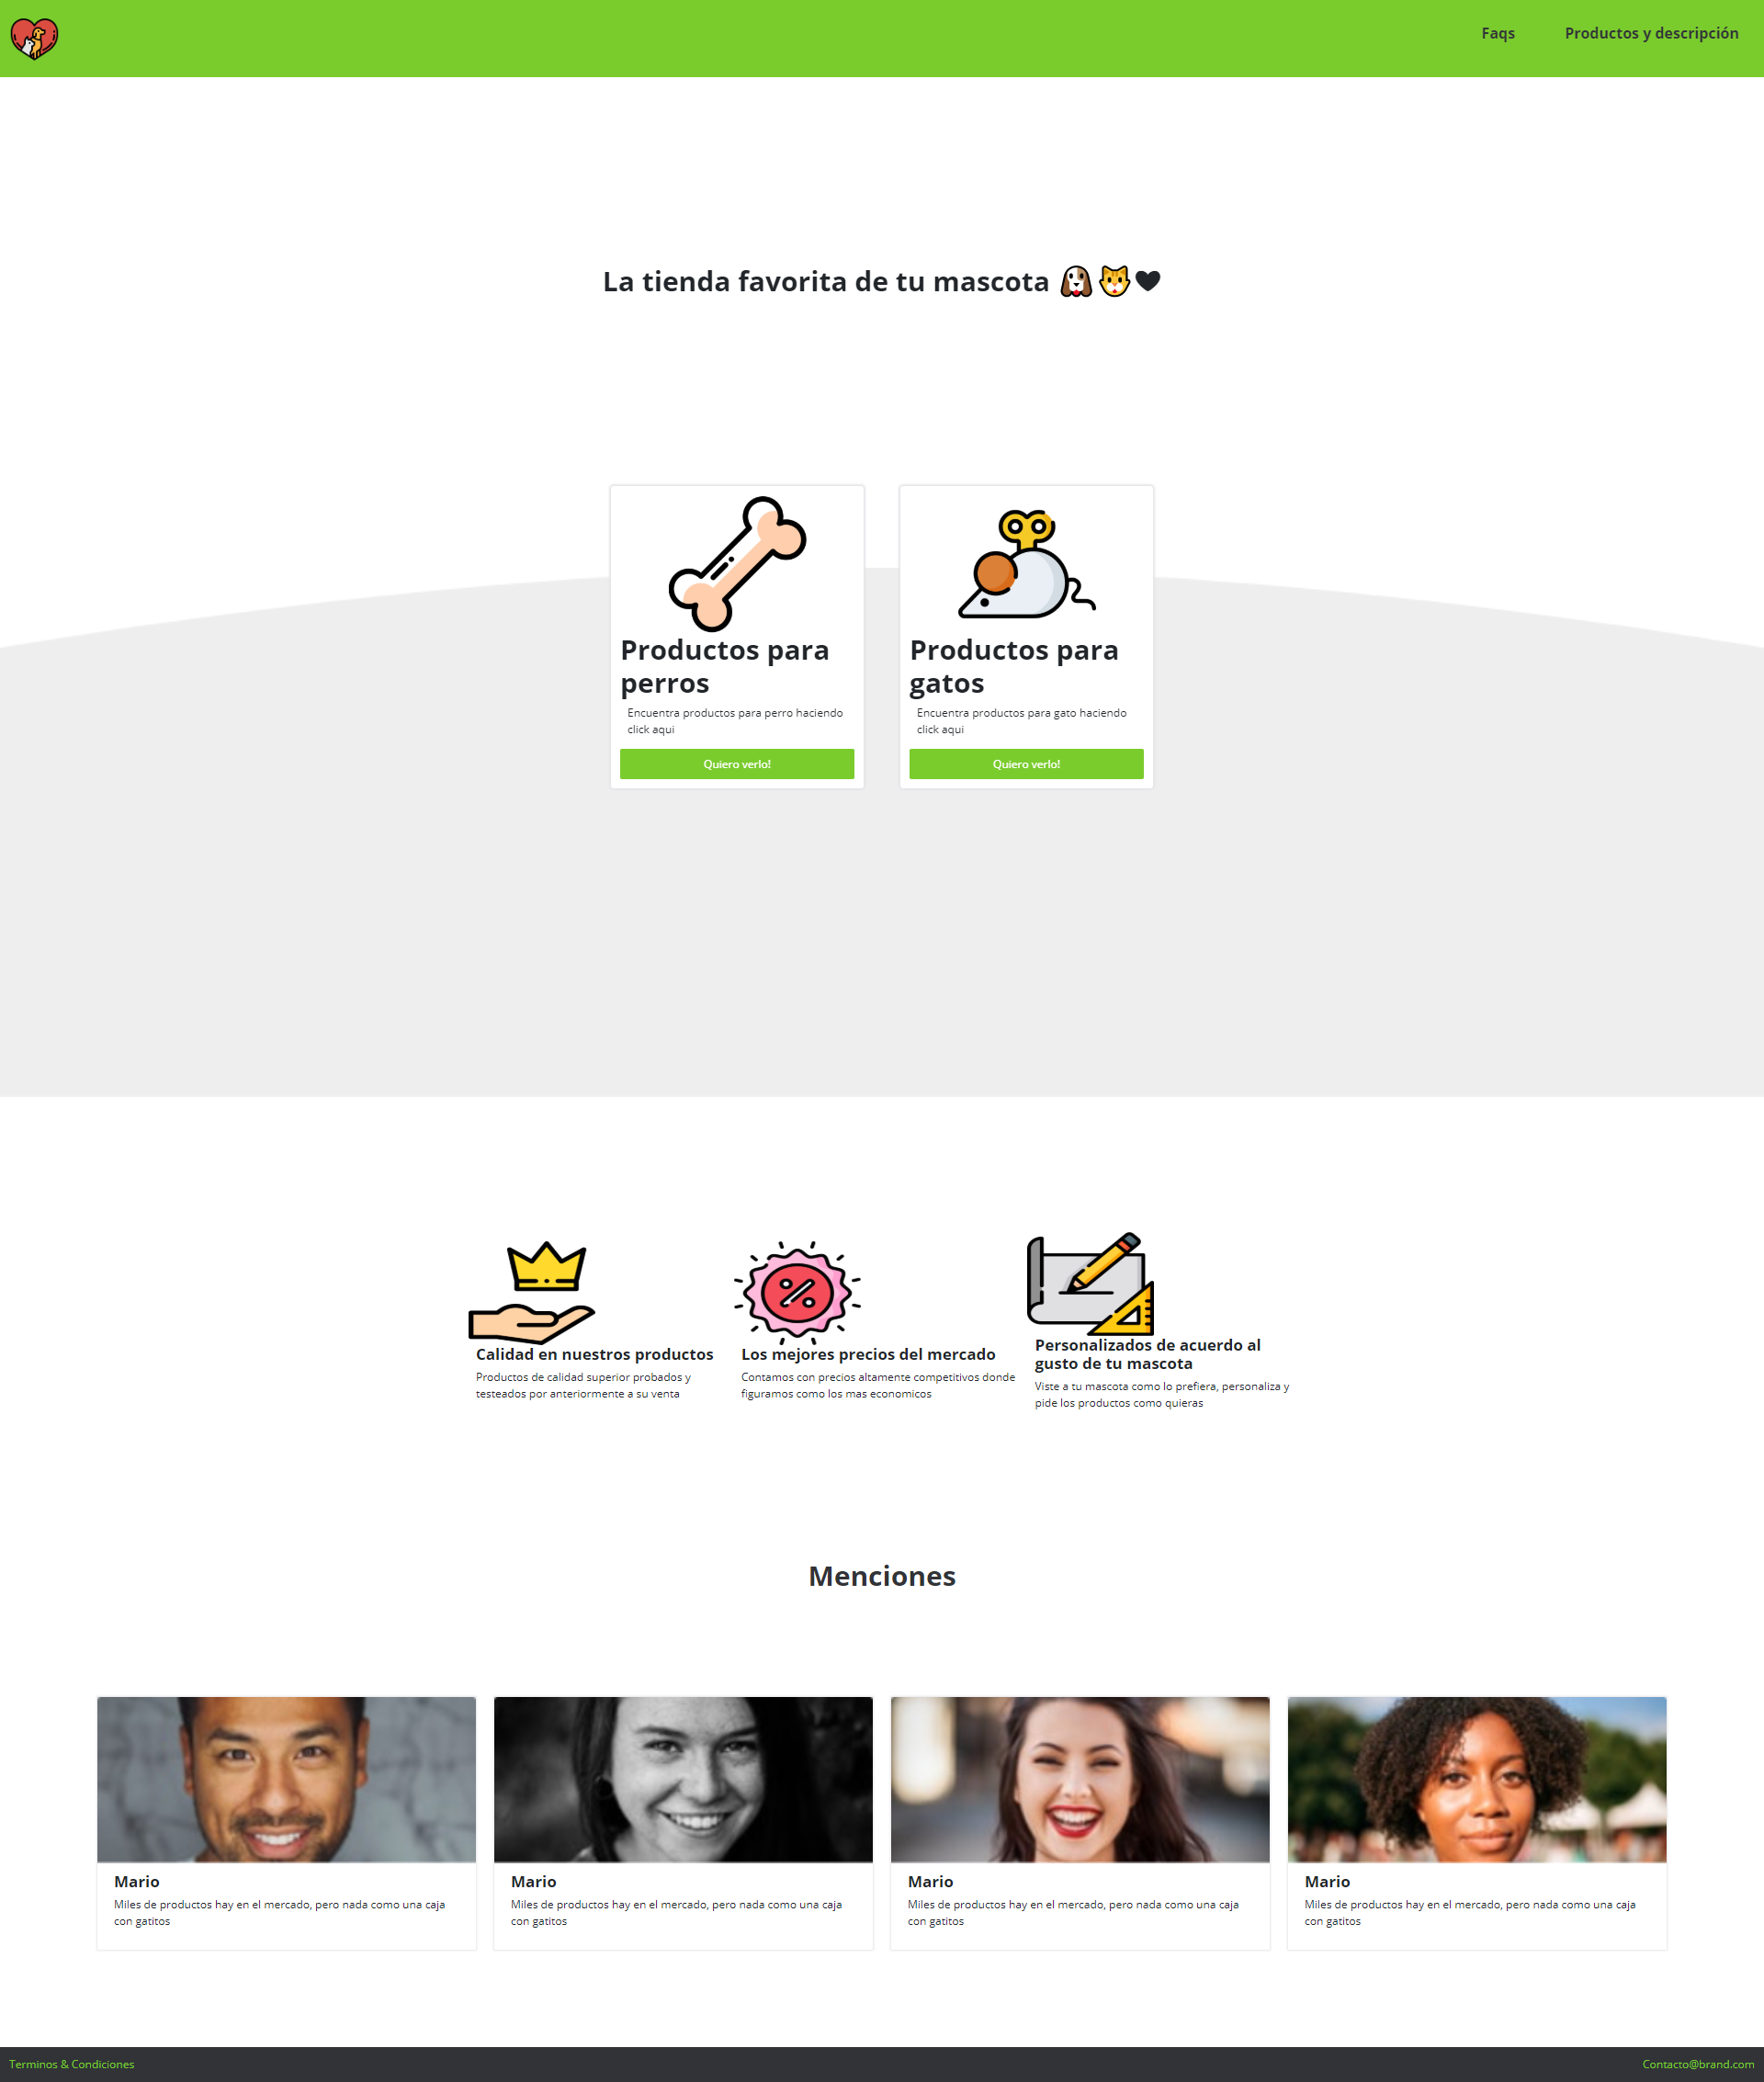 Faqs
Productos y descripción
La tienda favorita de tu mascota
Productos para
perros
Encuentra productos para perro haciendo
click aqui
Quiero verlo!
Productos para
gatos
Encuentra productos para gato haciendo
click aqui
Quiero verlo!
Calidad en nuestros productos
Productos de calidad superior probados y
testeados por anteriormente a su venta
Los mejores precios del mercado
Contamos con precios altamente competitivos donde
figuramos como los mas economicos
Personalizados de acuerdo al
gusto de tu mascota
Viste a tu mascota como lo prefiera, personaliza y
pide los productos como quieras
Menciones
Mario
Miles de productos hay en el mercado, pero nada como una caja
con gatitos
Mario
Miles de productos hay en el mercado, pero nada como una caja
con gatitos
Mario
Miles de productos hay en el mercado, pero nada como una caja
con gatitos
Mario
Miles de productos hay en el mercado, pero nada como una caja
con gatitos
Terminos & Condiciones
Contacto@brand.com